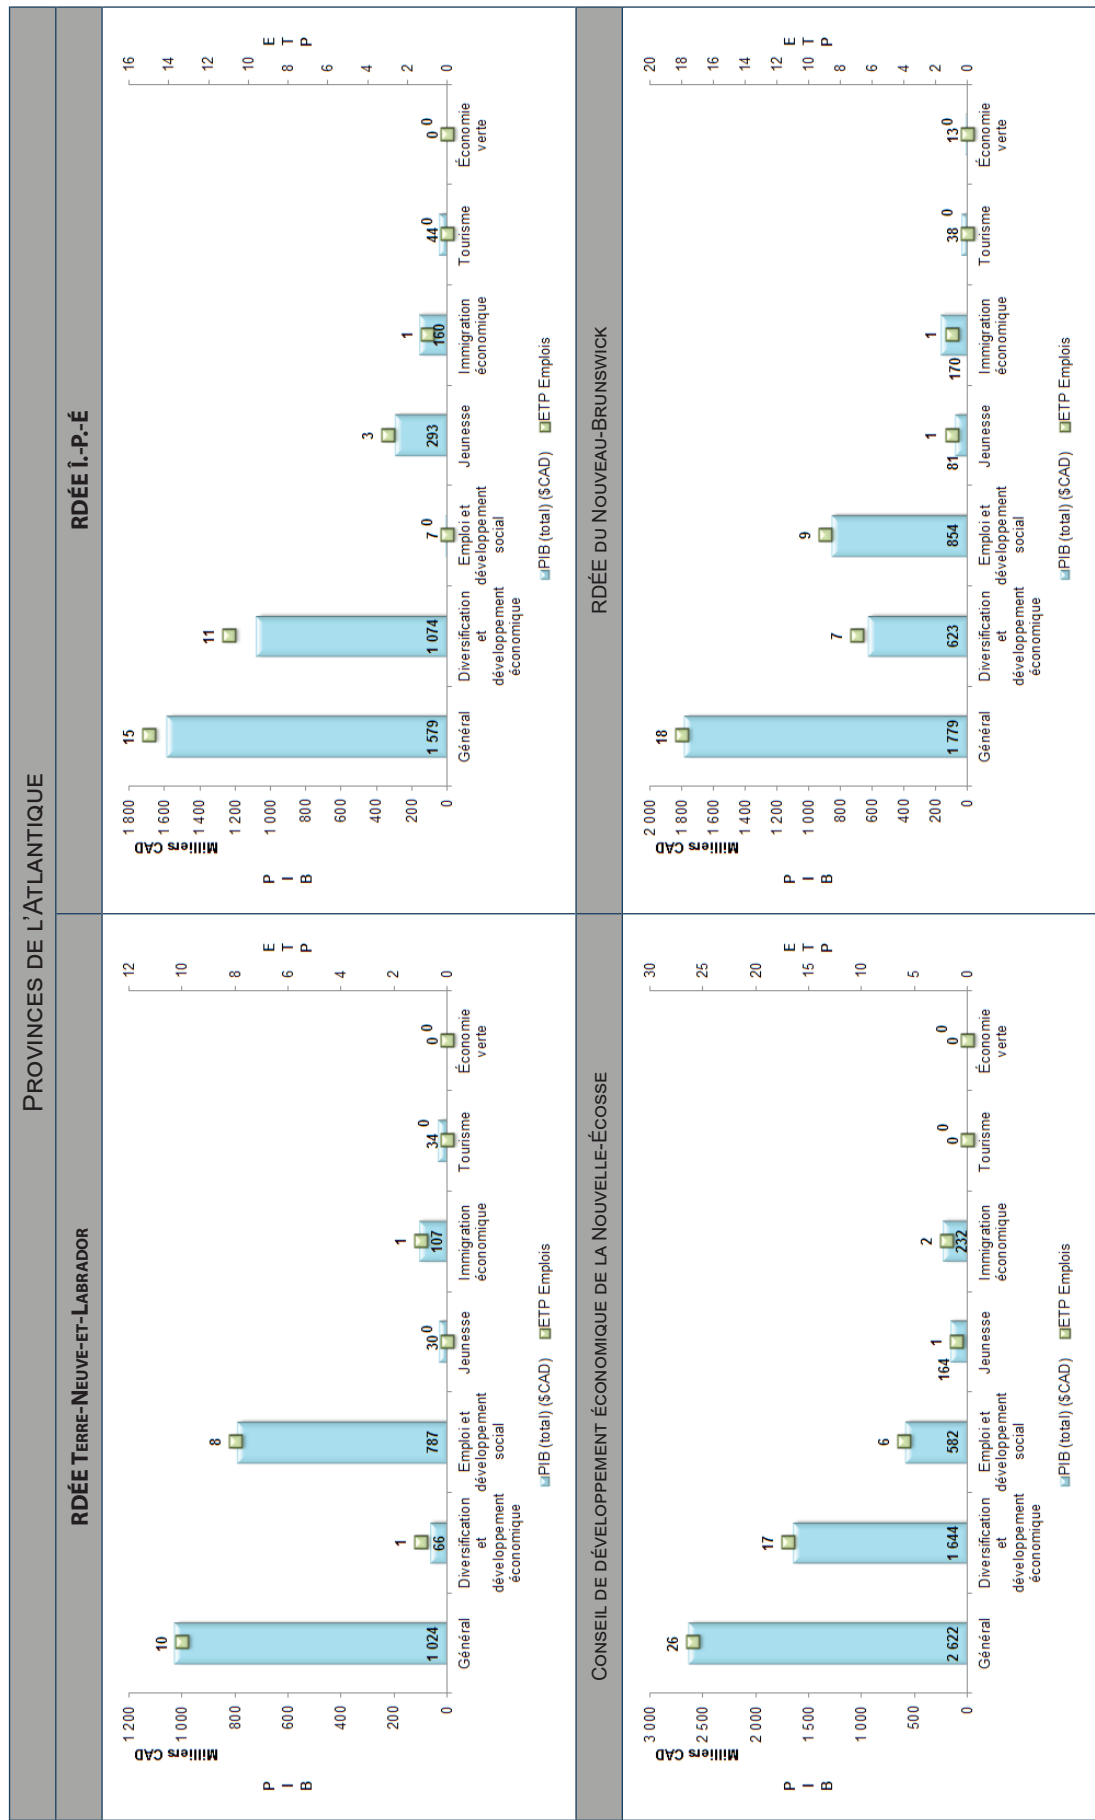 PROVINCES DE L'ATLANTIQUE
RDÉE TERRE-NEUVE-ET-LABRADOR
Milliers CAD
P
I
B
1 200
1 000
800
600
400
200
0
10
1 024
1
66
8
787
30
0
1
107
34
0
0
0
12
10
8
6
4
2
0
E
T
P
Général
Diversification
et
développement
économique
Emploi et
développement
social
Jeunesse
Immigration
économique
Tourisme
Économie
verte
PIB (total) ($CAD)
ETP Emplois
RDÉE Î.-P.-É
Milliers CAD
P
I
B
1 800
1 600
1 400
1 200
1 000
800
600
400
200
0
15
1 579
11
1 074
7
0
3
293
1
160
44
0
0
0
16
14
12
10
8
6
4
2
0
E
T
P
Général
Diversification
et
développement
économique
Emploi et
développement
social
Jeunesse
Immigration
économique
Tourisme
Économie
verte
PIB (total) ($CAD)
ETP Emplois
CONSEIL DE DÉVELOPPEMENT ÉCONOMIQUE DE LA NOUVELLE-ÉCOSSE
Milliers CAD
P
I
B
3 000
2 500
2 000
1 500
1 000
500
0
26
2 622
17
1 644
6
582
164
1
2
232
0
0
0
0
30
25
20
15
10
5
0
E
T
P
Général
Diversification
et
développement
économique
Emploi et
développement
social
Jeunesse
Immigration
économique
Tourisme
Économie
verte
PIB (total) ($CAD)
ETP Emplois
RDÉE DU NOUVEAU-BRUNSWICK
Milliers CAD
P
I
B
2 000
1 800
1 600
1 400
1 200
1 000
800
600
400
200
0
18
1 779
7
623
9
854
81
1
170
1
38
0
13
0
20
18
16
14
12
10
8
6
4
2
0
E
T
P
Général
Diversification
et
développement
économique
Emploi et
développement
social
Jeunesse
Immigration
économique
Tourisme
Économie
verte
PIB (total) ($CAD)
ETP Emplois